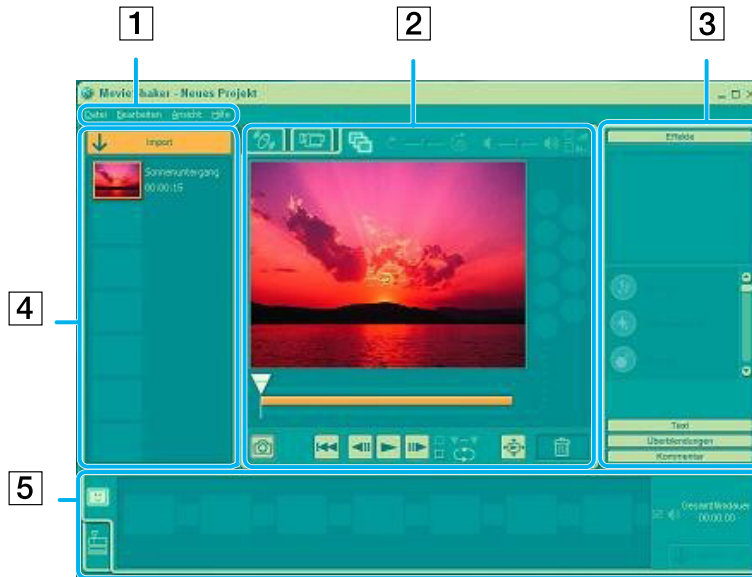 1
2
3
MovieShaker - Neues Projekt
Datei Bearbeiten Ansicht Hilfe
Import
Effekte
Sonnenuntergang
00:00:15
4
Text
Überblendungen
Kommentar
5
Gesamtfilmdauer
00:00:00